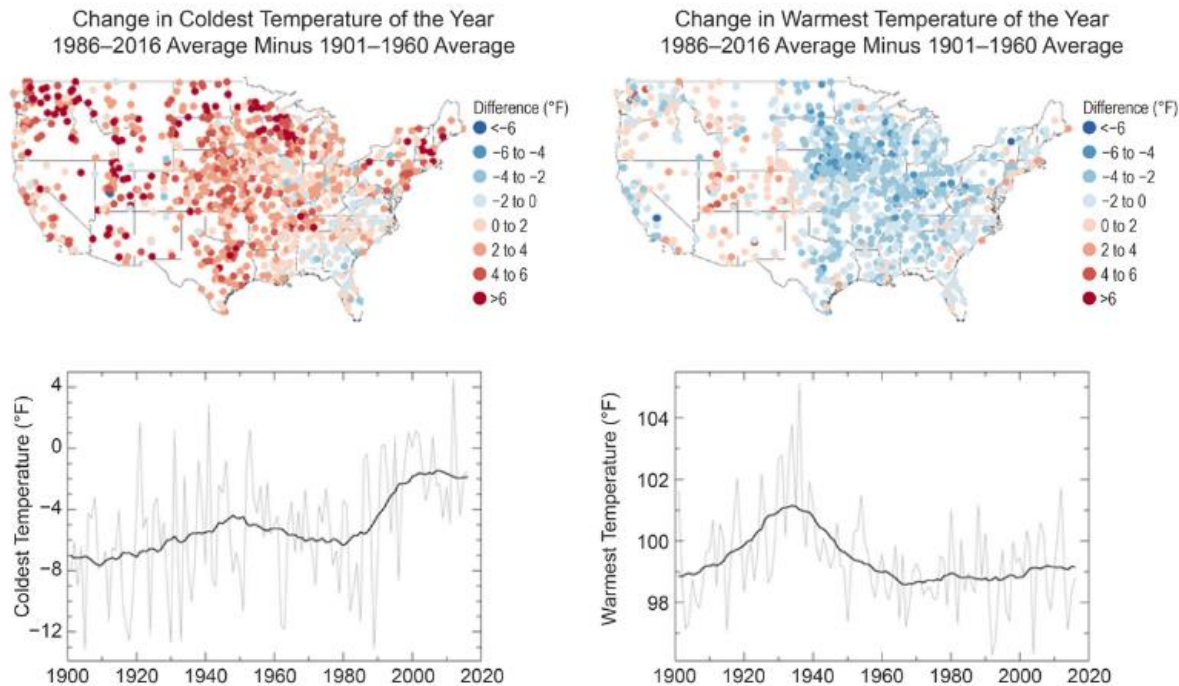 Change in Coldest Temperature of the Year
1986–2016 Average Minus 1901–1960 Average
Difference (°F)
<−6
−6 to −4
−4 to −2
−2 to 0
0 to 2
2 to 4
4 to 6
>6
Change in Warmest Temperature of the Year
1986–2016 Average Minus 1901–1960 Average
Difference (°F)
<−6
−6 to −4
−4 to −2
−2 to 0
0 to 2
2 to 4
4 to 6
>6
Coldest Temperature (°F)
4
0
−4
−8
−12
1900 1920 1940 1960 1980 2000 2020
Warmest Temperature (°F)
104
102
100
98
1900 1920 1940 1960 1980 2000 2020